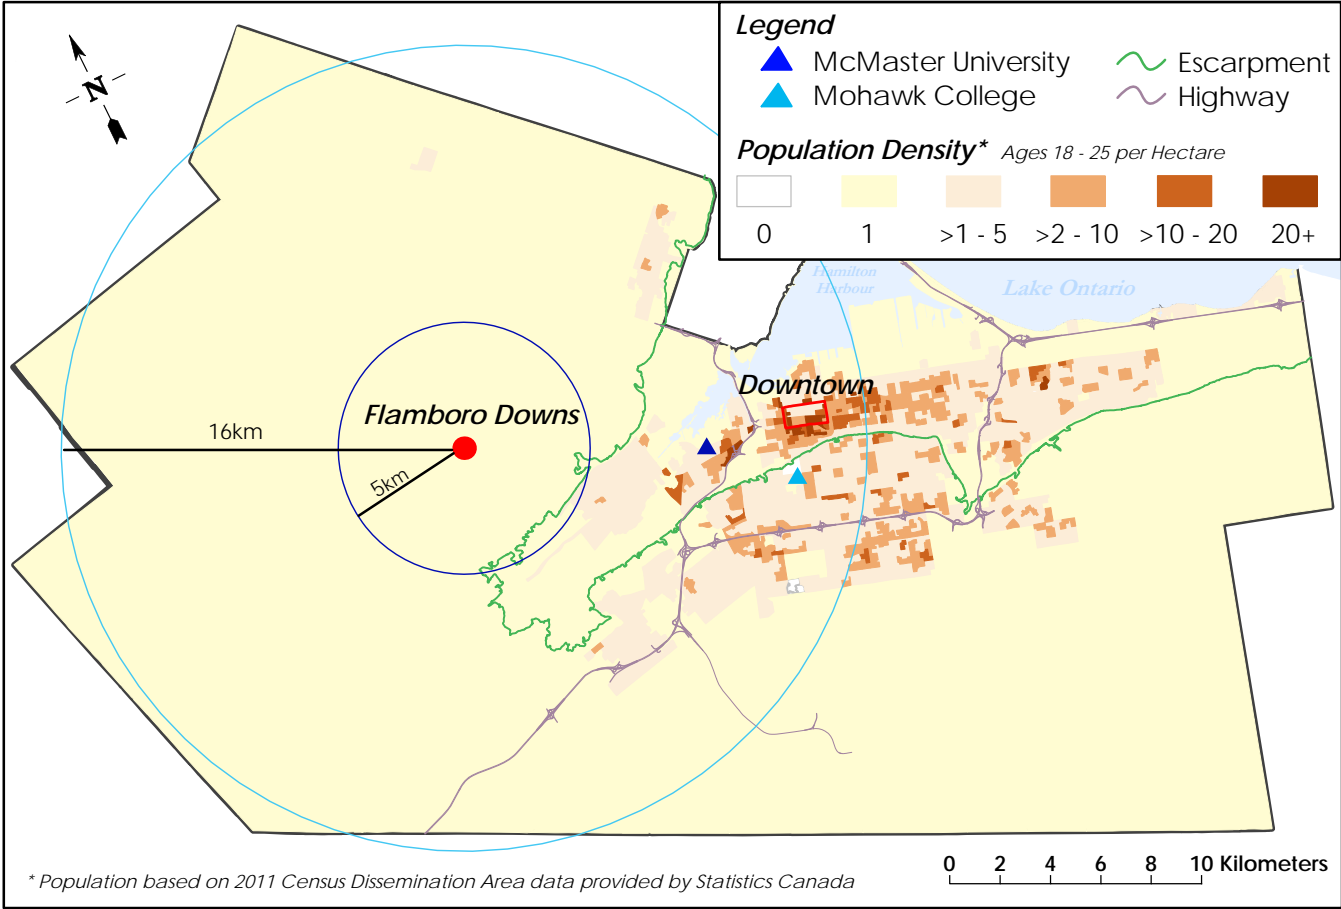 Legend
McMaster University
Escarpment
Mohawk College
Highway
Population Density* Ages 18 - 25 per Hectare
0 1 >1 - 5 >2 - 10 >10 - 20 20+
N
Hamilton
Harbour
Lake Ontario
Downtown
Flamboro Downs
16km
5km
0 2 4 6 8 10 Kilometers
* Population based on 2011 Census Dissemination Area data provided by Statistics Canada